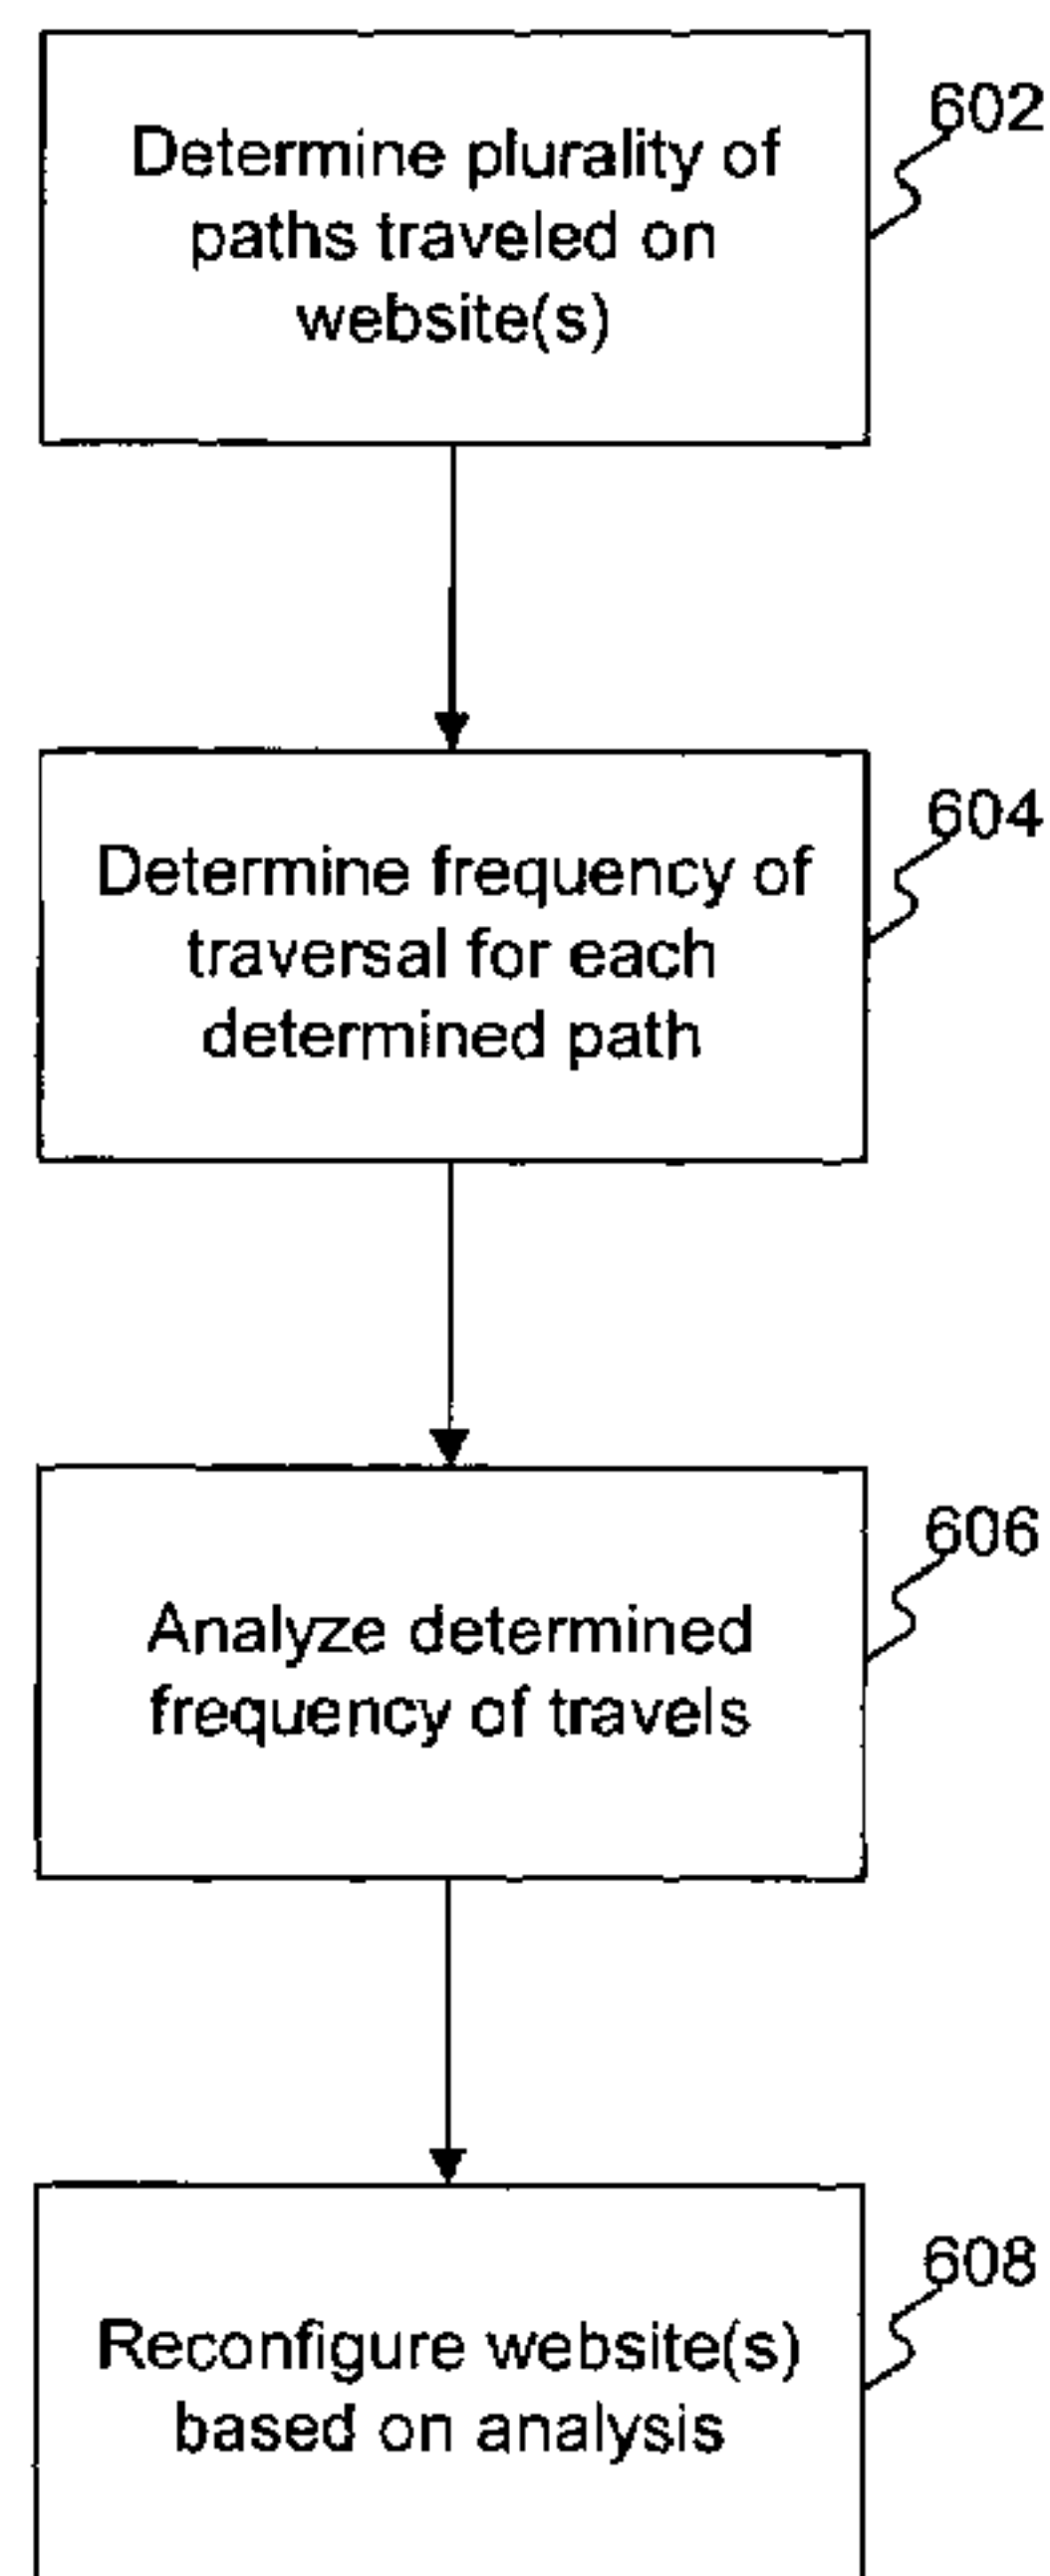 602
Determine plurality of
paths traveled on
website(s)
604
Determine frequency of
traversal for each
determined path
606
Analyze determined
frequency of travels
608
Reconfigure website(s)
based on analysis